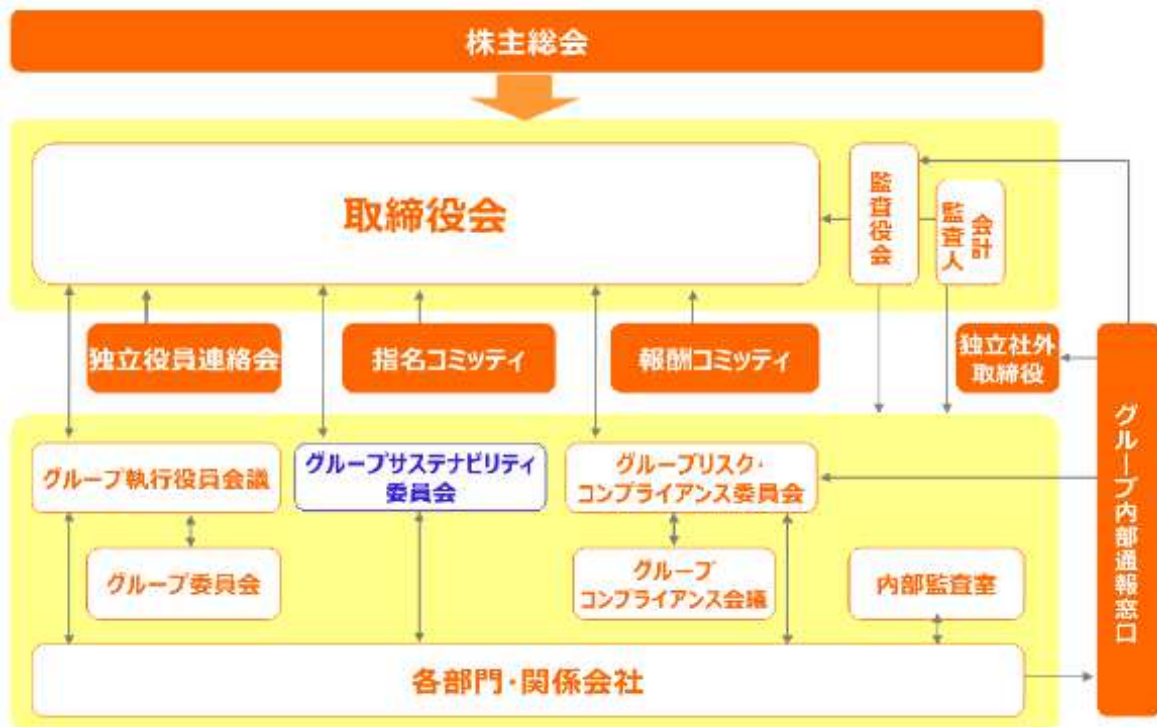 株主総会
取締役会
監査役会
会計
監査人
独立役員連絡会
指名コミッティ
報酬コミッティ
独立社外
取締役
グループ内部通報窓口
グループ執行役員会議
グループサステナビリティ
委員会
グループリスク・
コンプライアンス委員会
グループ委員会
グループ
コンプライアンス会議
内部監査室
各部門・関係会社